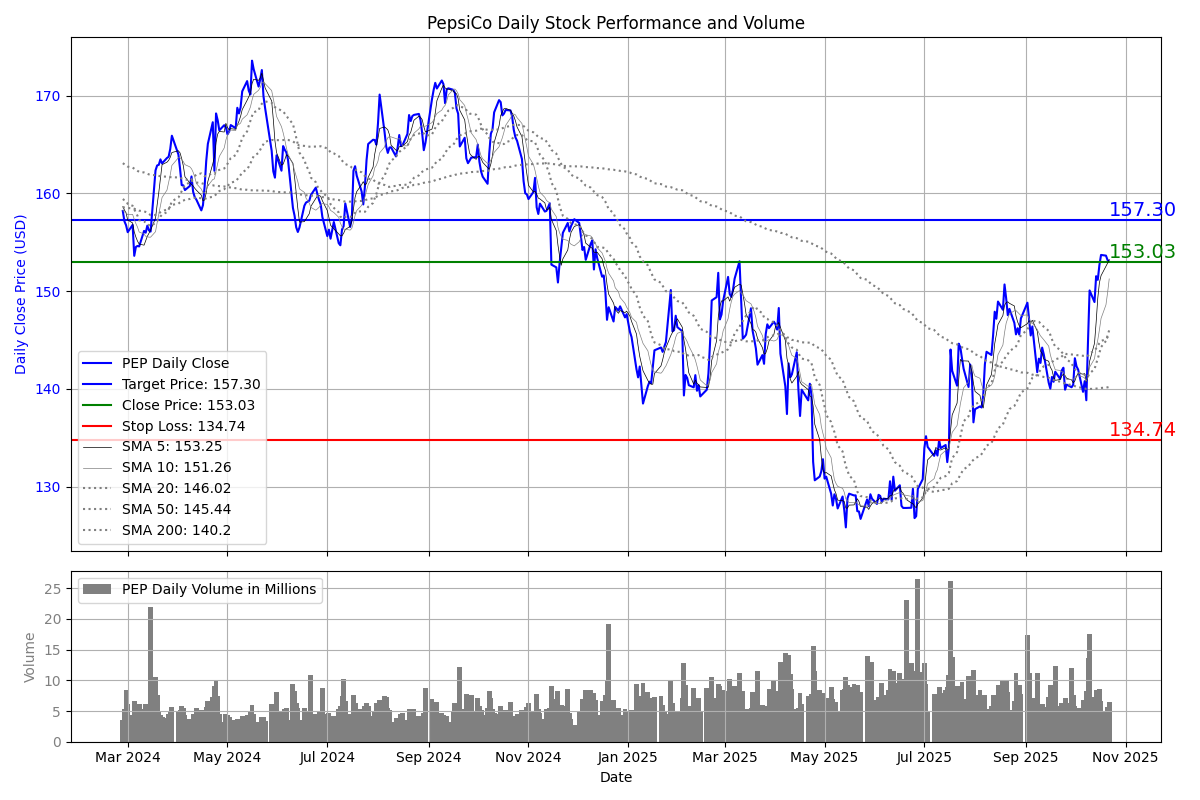 PepsiCo Daily Stock Performance and Volume
Daily Close Price (USD)
170
160
150
140
130
157.30
153.03
134.74
PEP Daily Close
Target Price: 157.30
Close Price: 153.03
Stop Loss: 134.74
SMA 5: 153.25
SMA 10: 151.26
SMA 20: 146.02
SMA 50: 145.44
SMA 200: 140.2
Volume
25
20
15
10
5
0
PEP Daily Volume in Millions
Mar 2024 May 2024 Jul 2024 Sep 2024 Nov 2024 Jan 2025 Mar 2025 May 2025 Jul 2025 Sep 2025 Nov 2025
Date